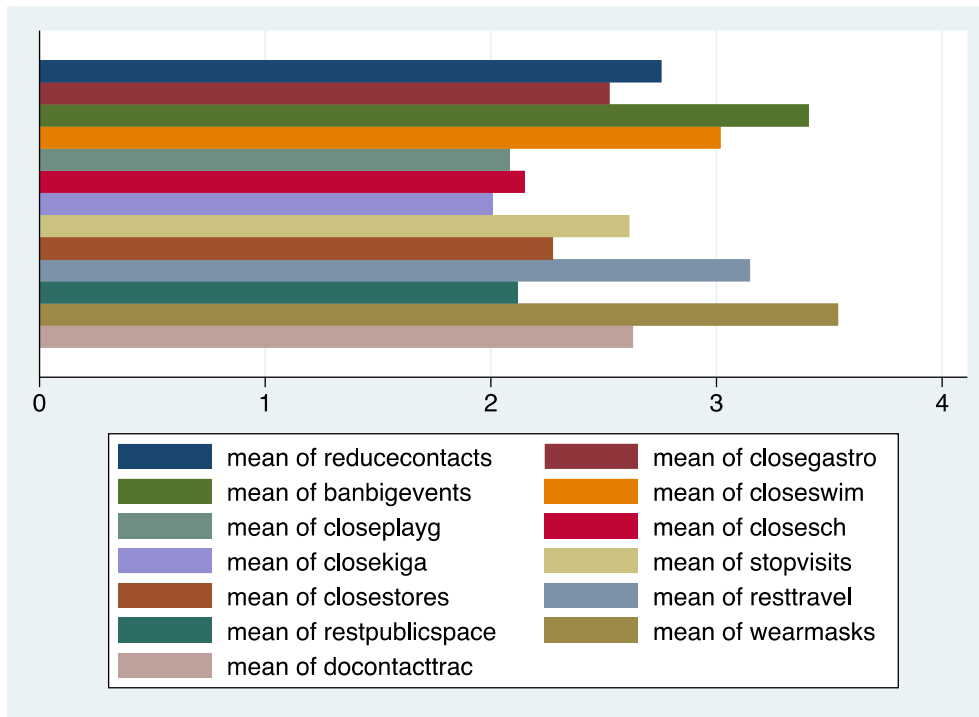 0 1 2 3 4
mean of reducecontacts mean of closegastro
mean of banbigevents mean of closeswim
mean of closeplayg mean of closesch
mean of closekiga mean of stopvisits
mean of closestores mean of resttravel
mean of restpublicspace mean of wearmasks
mean of docontacttrac